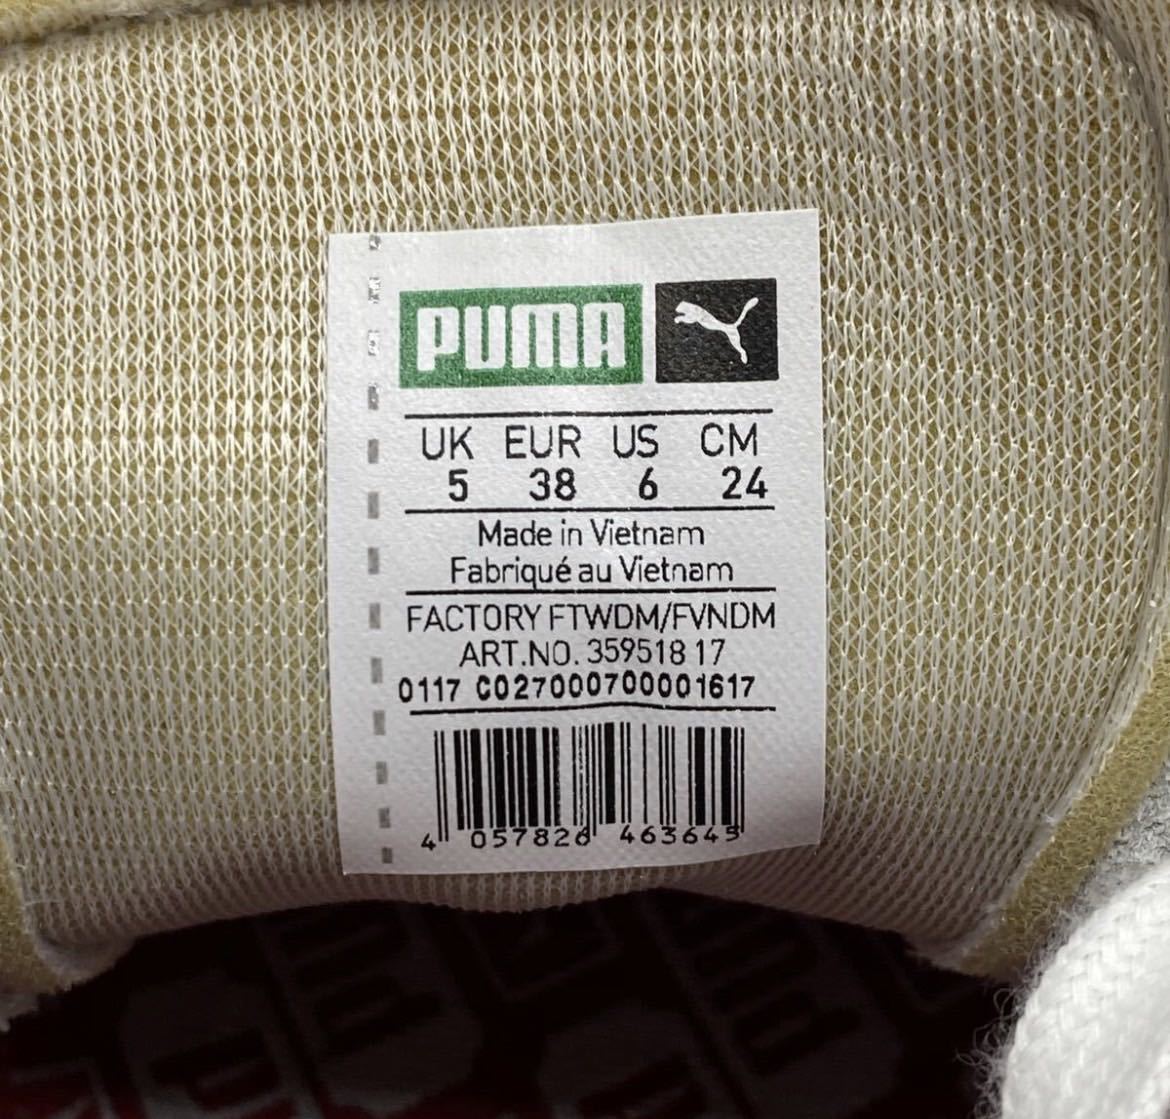 PUMA
UK EUR US CM
5 38 6 24
Made in Vietnam
Fabriqué au Vietnam
FACTORY FTWDM/FVNDM
ART.NO. 359518 17
0117 C027000700001617
4 057826 463645